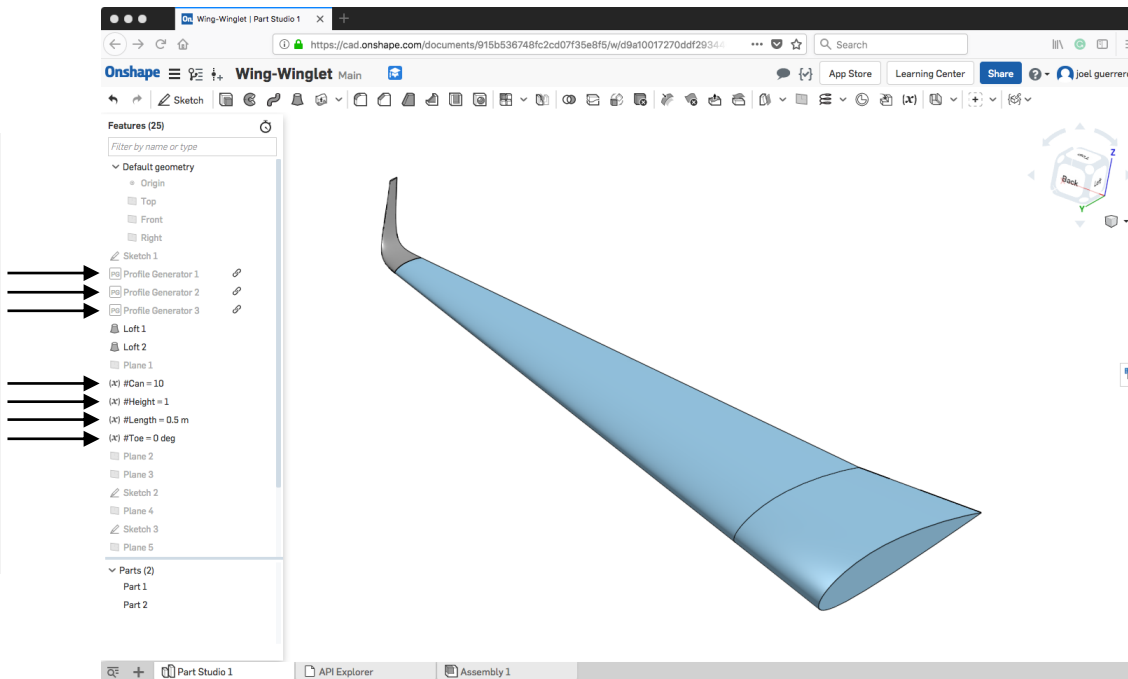 On. Wing-Winglet | Part Studio 1
https://cad.onshape.com/documents/915b536748fc2cd07f35e8f5/w/d9a10017270ddf29344
Search
Onshape Wing-Winglet Main
App Store
Learning Center
Share
joel guerrero
Sketch
Features (25)
Filter by name or type
Default geometry
Origin
Top
Front
Right
Sketch 1
PG Profile Generator 1
PG Profile Generator 2
PG Profile Generator 3
Loft 1
Loft 2
Plane 1
(x) #Can = 10
(x) #Height = 1
(x) #Length = 0.5 m
(x) #Toe = 0 deg
Plane 2
Plane 3
Sketch 2
Plane 4
Sketch 3
Plane 5
Parts (2)
Part 1
Part 2
Z
Back
Y
Part Studio 1
API Explorer
Assembly 1